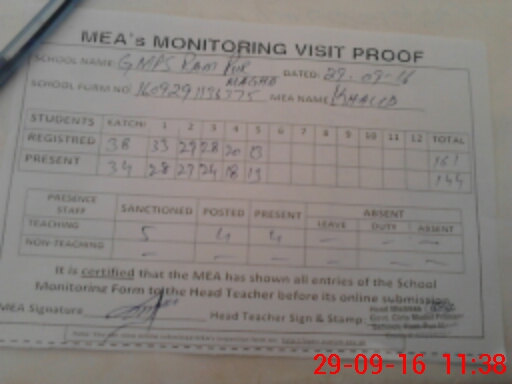 MEA's MONITORING VISIT PROOF
SCHOOL NAME: GMPS Ram Pur Maghb DATED: 29-09-16
SCHOOL FORM NO MEA NAME KHALID
STUDENTS KATCHI 1 2 3 4 5 6 7 8 9 10 11 12 TOTAL
REGISTRED 38 33 29 28 20 13 161
PRESENT 34 28 27 24 18 13 144
PRESENCE STAFF SANCTIONED POSTED PRESENT ABSENT
LEAVE DUTY ABSENT
TEACHING 5 4 4 — — —
NON-TEACHING — — — — — —
It is certified that the MEA has shown all entries of the School
Monitoring Form to the Head Teacher before its online submission.
MEA Signature Head Teacher Sign & Stamp
29-09-16 11:38